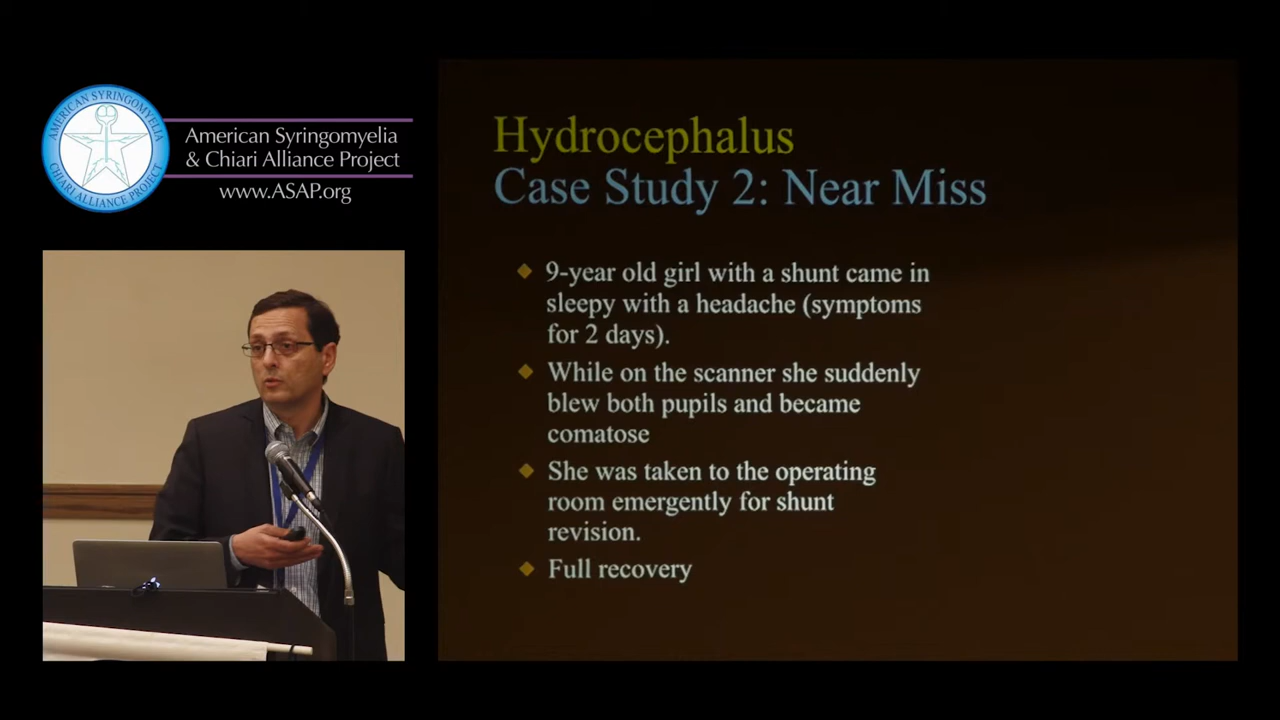 AMERICAN SYRINGOMYELIA
CHIARI ALLIANCE PROJECT
American Syringomyelia
& Chiari Alliance Project
www.ASAP.org
Hydrocephalus
Case Study 2: Near Miss
9-year old girl with a shunt came in
sleepy with a headache (symptoms
for 2 days).
While on the scanner she suddenly
blew both pupils and became
comatose
She was taken to the operating
room emergently for shunt
revision.
Full recovery